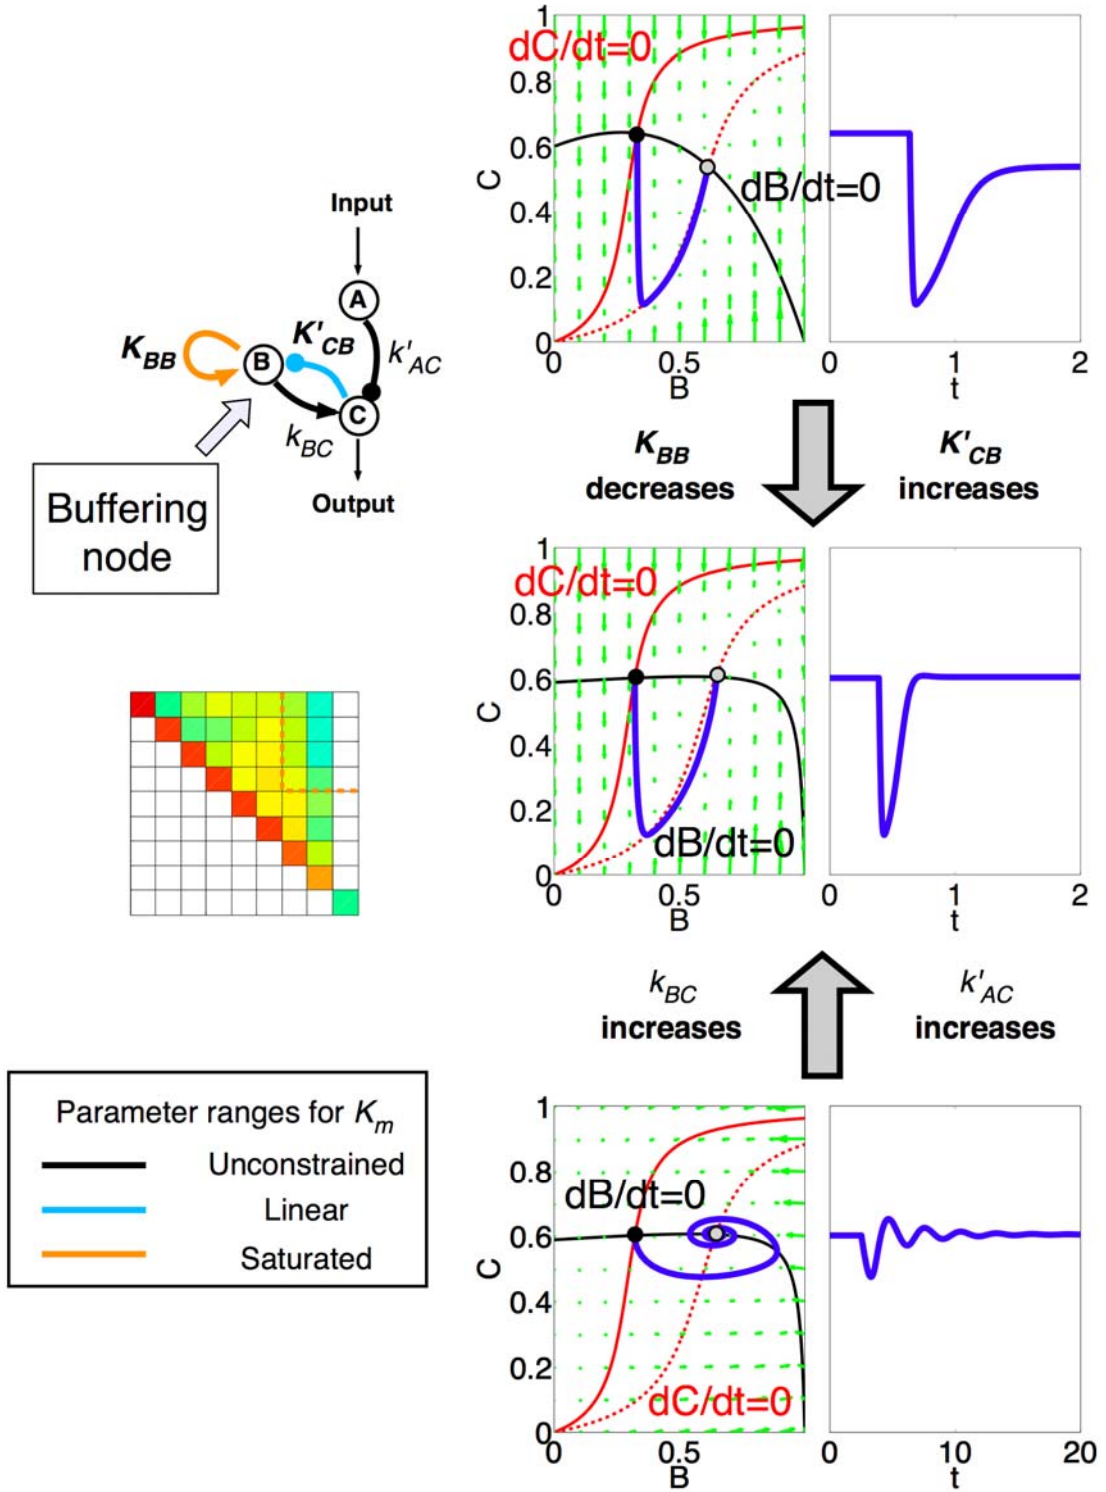 Input
A
K'CB
k'AC
KBB
B
C
kBC
Output
Buffering
node
Parameter ranges for Km
Unconstrained
Linear
Saturated
1
dC/dt=0
0.8
0.6
C
dB/dt=0
0.4
0.2
0
0 0.5
B
0 1 2
t
KBB
decreases
K'CB
increases
1
dC/dt=0
0.8
0.6
C
0.4
0.2
dB/dt=0
0
0 0.5
B
0 1 2
t
kBC
increases
k'AC
increases
1
0.8
dB/dt=0
0.6
C
0.4
0.2
dC/dt=0
0
0 0.5
B
0 10 20
t